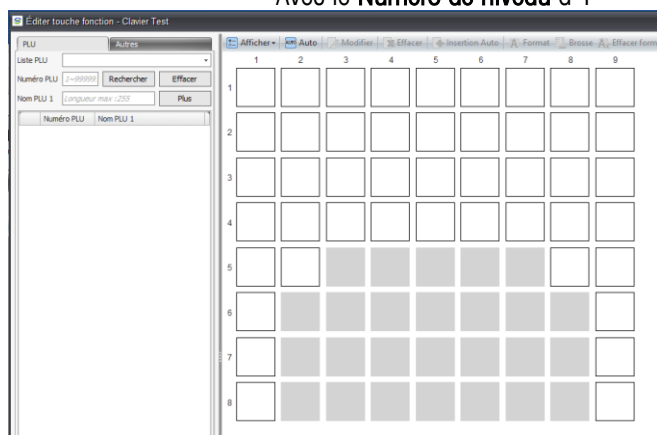 Avec le Numéro de niveau à 1
Éditer touche fonction - Clavier Test
PLU Autres
Afficher Auto Modifier Effacer Insertion Auto Format Brosse Effacer form
Liste PLU
Numéro PLU 1~99999 Rechercher Effacer
Nom PLU 1 Longueur max :255 Plus
Numéro PLU Nom PLU 1
1 2 3 4 5 6 7 8 9
1
2
3
4
5
6
7
8